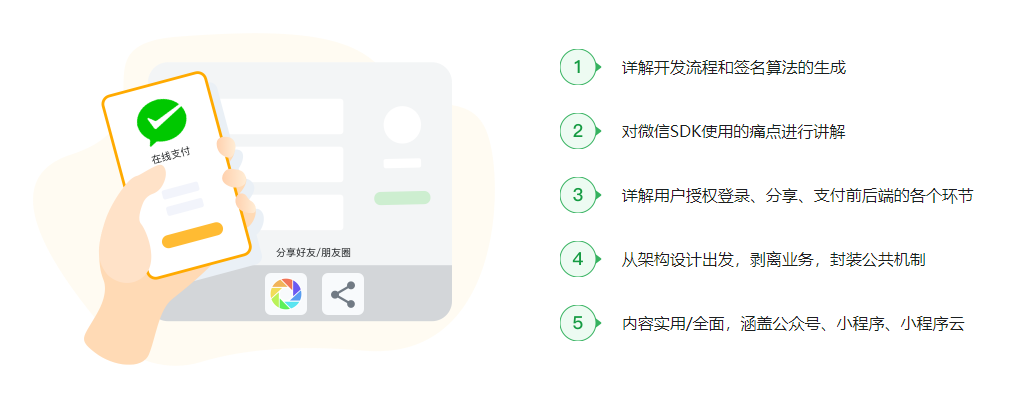 在线支付
分享好友/朋友圈
1 详解开发流程和签名算法的生成
2 对微信SDK使用的痛点进行讲解
3 详解用户授权登录、分享、支付前后端的各个环节
4 从架构设计出发，剥离业务，封装公共机制
5 内容实用/全面，涵盖公众号、小程序、小程序云